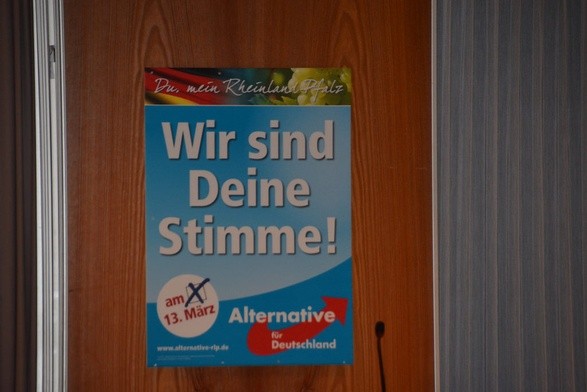 Du, mein Rheinland Pfalz
Wir sind
Deine
Stimme!
am
13. März
Alternative
für
Deutschland
www.alternative-rlp.de